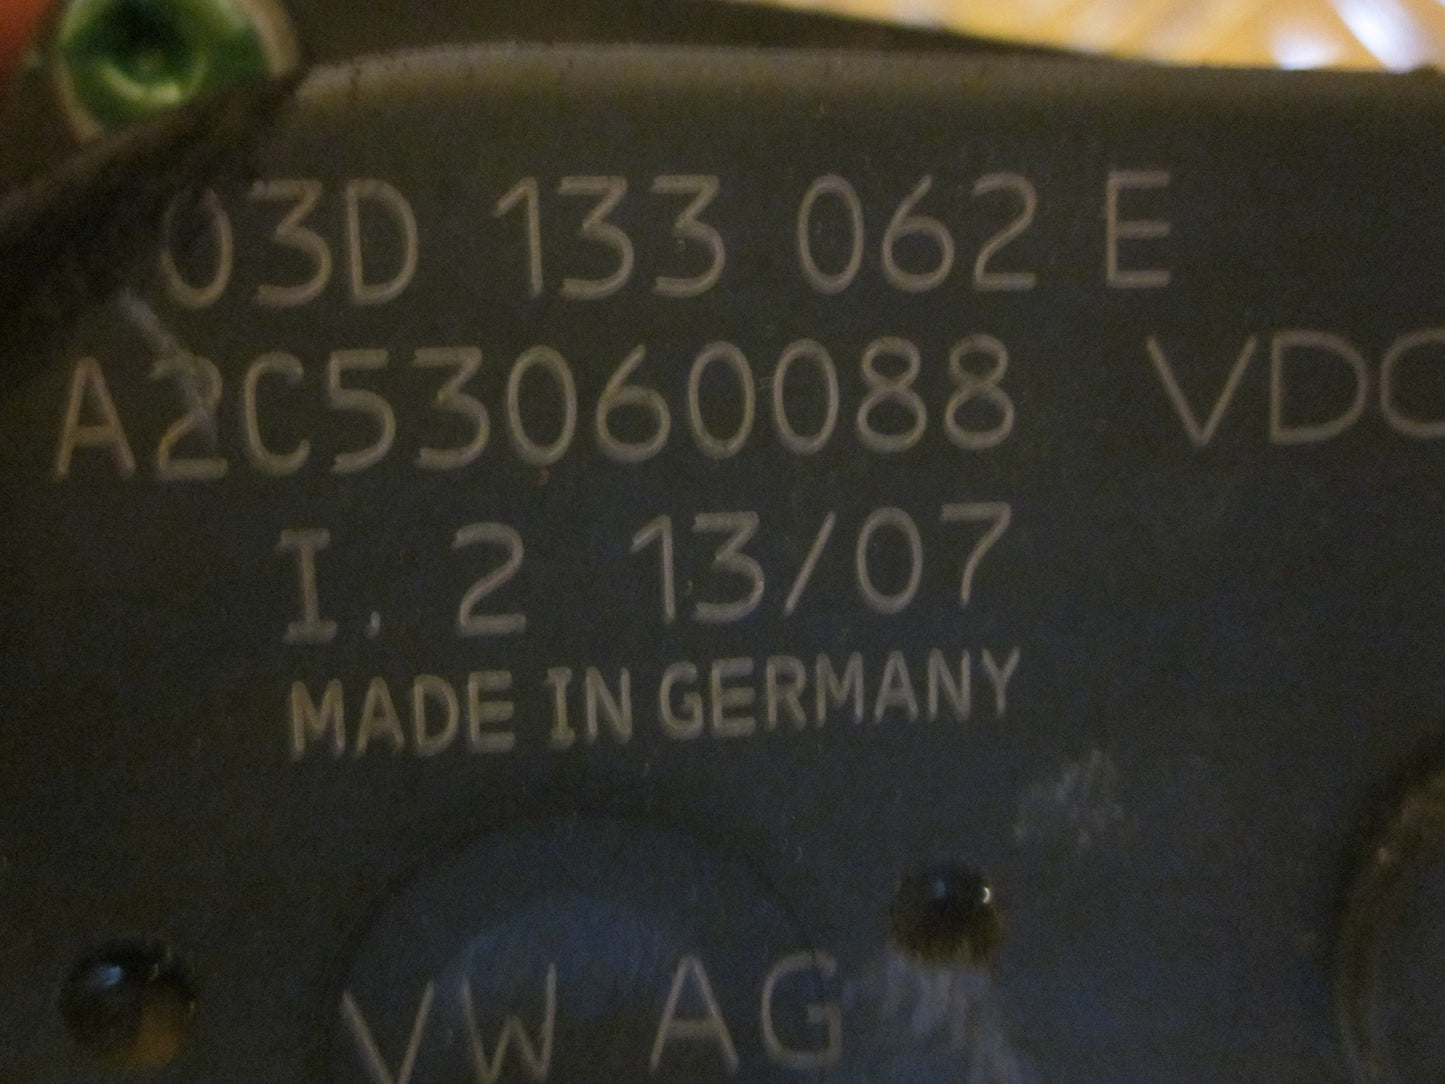 03D 133 062 E
A2C53060088 VDO
I. 2 13/07
MADE IN GERMANY
VW AG